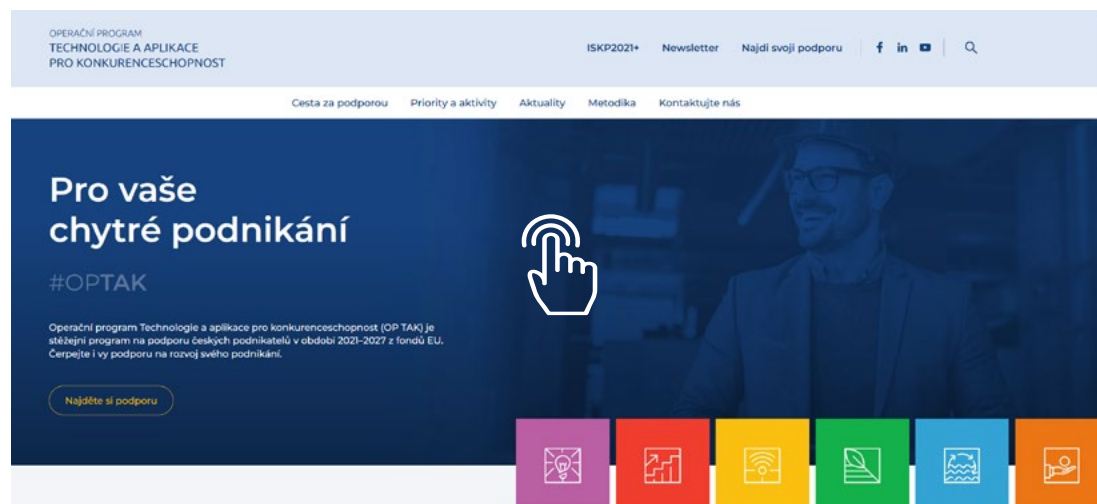 OPERAČNÍ PROGRAM
TECHNOLOGIE A APLIKACE
PRO KONKURENCESCHOPNOST
ISKP2021+ Newsletter Najdi svoji podporu
Cesta za podporou Priority a aktivity Aktuality Metodika Kontaktujte nás
Pro vaše
chytré podnikání
#OPTAK
Operační program Technologie a aplikace pro konkurenceschopnost (OP TAK) je
stěžejní program na podporu českých podnikatelů v období 2021–2027 z fondů EU.
Čerpejte i vy podporu na rozvoj svého podnikání.
Najděte si podporu